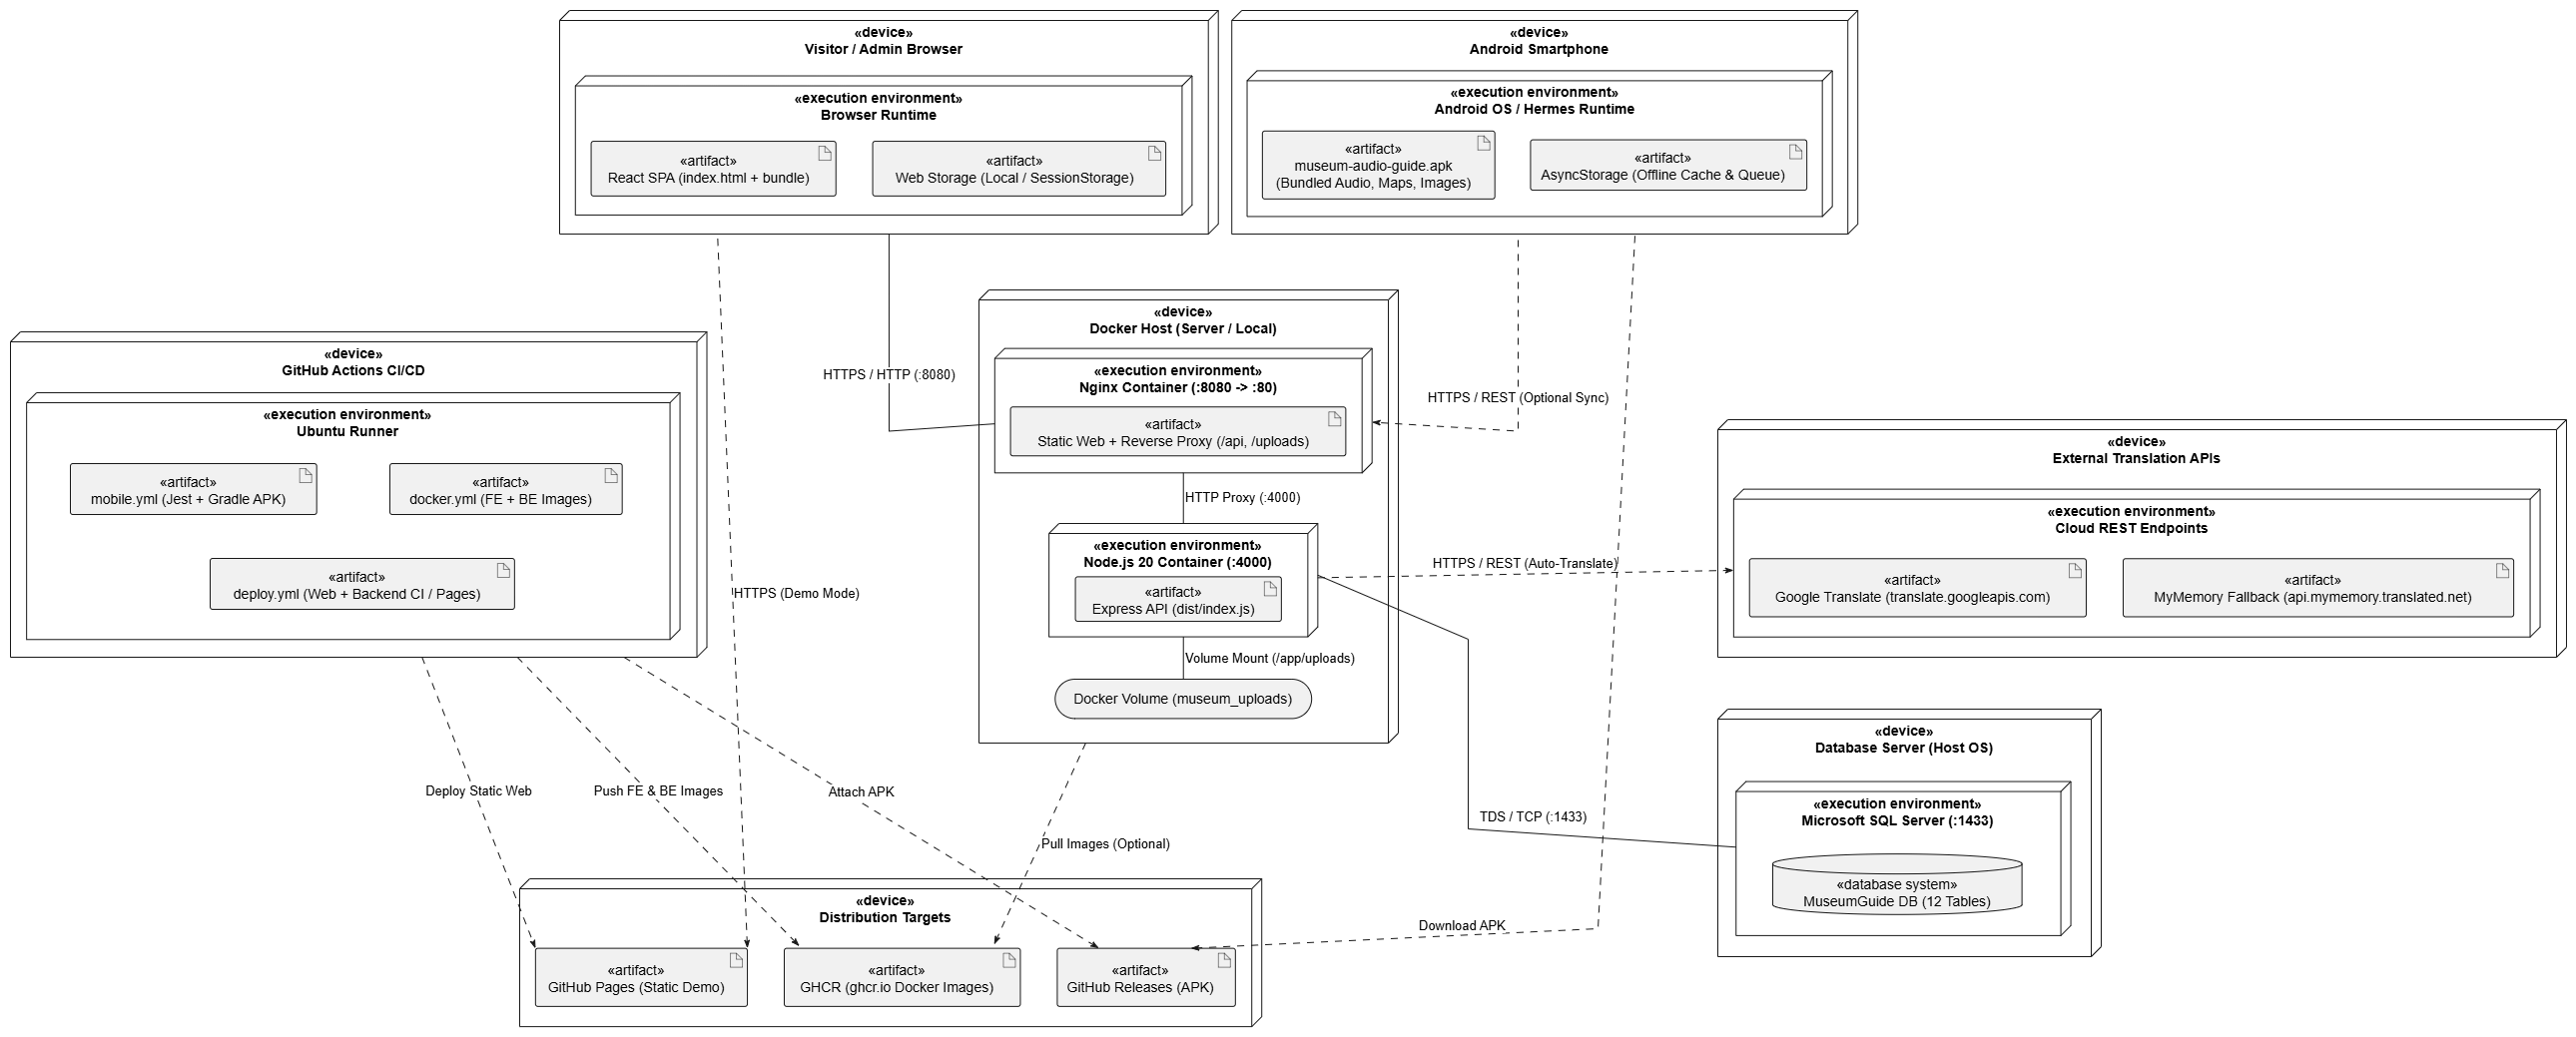 «device»
Visitor / Admin Browser
«execution environment»
Browser Runtime
«artifact»
React SPA (index.html + bundle)
«artifact»
Web Storage (Local / SessionStorage)
«device»
Android Smartphone
«execution environment»
Android OS / Hermes Runtime
«artifact»
museum-audio-guide.apk
(Bundled Audio, Maps, Images)
«artifact»
AsyncStorage (Offline Cache & Queue)
«device»
GitHub Actions CI/CD
«execution environment»
Ubuntu Runner
«artifact»
mobile.yml (Jest + Gradle APK)
«artifact»
docker.yml (FE + BE Images)
«artifact»
deploy.yml (Web + Backend CI / Pages)
HTTPS / HTTP (:8080)
«device»
Docker Host (Server / Local)
«execution environment»
Nginx Container (:8080 -> :80)
«artifact»
Static Web + Reverse Proxy (/api, /uploads)
HTTP Proxy (:4000)
«execution environment»
Node.js 20 Container (:4000)
«artifact»
Express API (dist/index.js)
Volume Mount (/app/uploads)
Docker Volume (museum_uploads)
HTTPS / REST (Optional Sync)
HTTPS / REST (Auto-Translate)
«device»
External Translation APIs
«execution environment»
Cloud REST Endpoints
«artifact»
Google Translate (translate.googleapis.com)
«artifact»
MyMemory Fallback (api.mymemory.translated.net)
HTTPS (Demo Mode)
«device»
Database Server (Host OS)
«execution environment»
Microsoft SQL Server (:1433)
«database system»
MuseumGuide DB (12 Tables)
TDS / TCP (:1433)
Deploy Static Web
Push FE & BE Images
Attach APK
Pull Images (Optional)
Download APK
«device»
Distribution Targets
«artifact»
GitHub Pages (Static Demo)
«artifact»
GHCR (ghcr.io Docker Images)
«artifact»
GitHub Releases (APK)